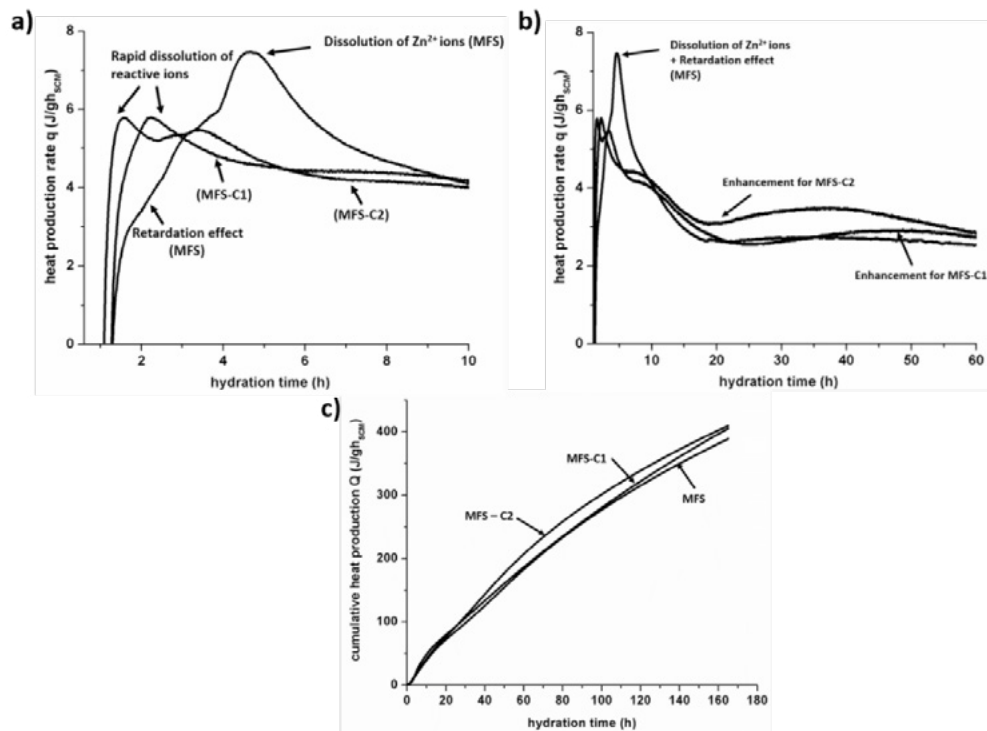 a)
heat production rate q (J/gh_SCM)
8
6
4
2
0
Rapid dissolution of
reactive ions
Dissolution of Zn²⁺ ions (MFS)
(MFS-C1)
(MFS-C2)
Retardation effect
(MFS)
2
4
6
8
10
hydration time (h)
b)
heat production rate q (J/gh_SCM)
8
6
4
2
0
Dissolution of Zn²⁺ ions
+ Retardation effect
(MFS)
Enhancement for MFS-C2
Enhancement for MFS-C1
0
10
20
30
40
50
60
hydration time (h)
c)
cumulative heat production Q (J/gh_SCM)
400
300
200
100
0
MFS-C1
MFS
MFS – C2
0
20
40
60
80
100
120
140
160
180
hydration time (h)